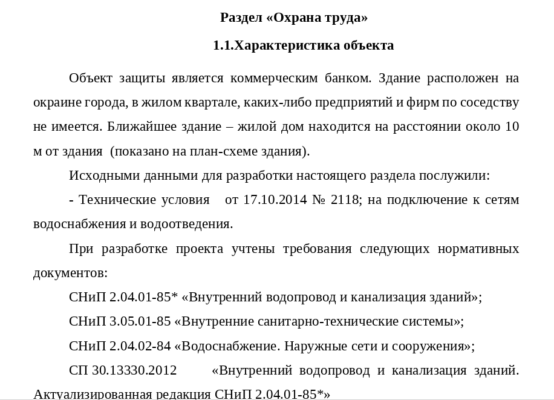 Раздел «Охрана труда»
1.1.Характеристика объекта
Объект защиты является коммерческим банком. Здание расположен на
окраине города, в жилом квартале, каких-либо предприятий и фирм по соседству
не имеется. Ближайшее здание – жилой дом находится на расстоянии около 10
м от здания (показано на план-схеме здания).
Исходными данными для разработки настоящего раздела послужили:
- Технические условия от 17.10.2014 № 2118; на подключение к сетям
водоснабжения и водоотведения.
При разработке проекта учтены требования следующих нормативных
документов:
СНиП 2.04.01-85* «Внутренний водопровод и канализация зданий»;
СНиП 3.05.01-85 «Внутренние санитарно-технические системы»;
СНиП 2.04.02-84 «Водоснабжение. Наружные сети и сооружения»;
СП 30.13330.2012 «Внутренний водопровод и канализация зданий.
Актуализированная редакция СНиП 2.04.01-85*»